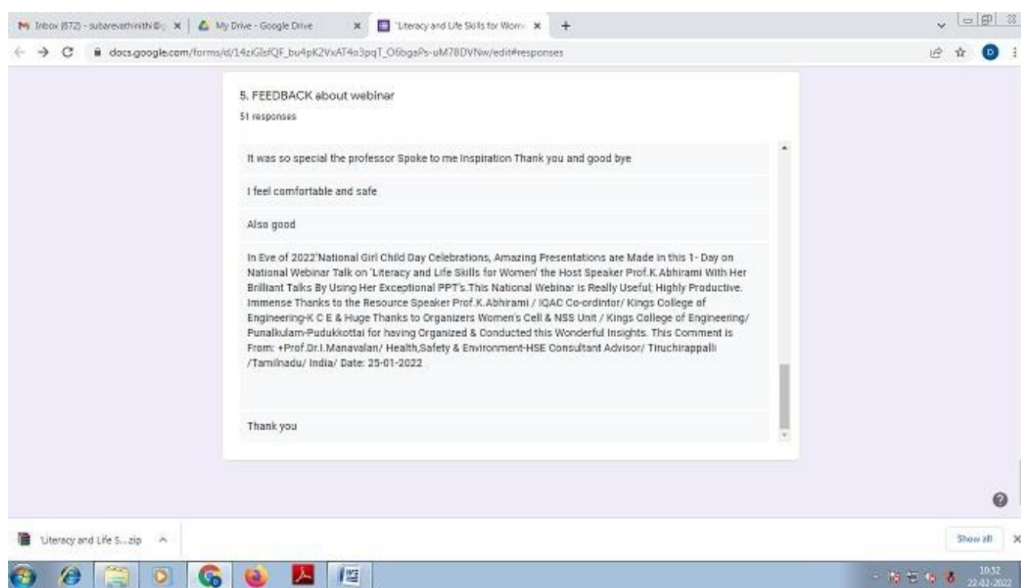 Inbox (672) - subarevathinithi@g
My Drive - Google Drive
"Literacy and Life Skills for Wom
docs.google.com/forms/d/
/edit#responses
D
5. FEEDBACK about webinar
51 responses
It was so special the professor Spoke to me Inspiration Thank you and good bye
I feel comfortable and safe
Also good
In Eve of 2022'National Girl Child Day Celebrations, Amazing Presentations are Made in this 1- Day on
National Webinar Talk on 'Literacy and Life Skills for Women' the Host Speaker Prof.K.Abhirami With Her
Brilliant Talks By Using Her Exceptional PPT's.This National Webinar is Really Useful; Highly Productive.
Immense Thanks to the Resource Speaker Prof.K.Abhirami / IQAC Co-ordintor/ Kings College of
Engineering-K C E & Huge Thanks to Organizers Women's Cell & NSS Unit / Kings College of Engineering/
Punalkulam-Pudukkottai for having Organized & Conducted this Wonderful Insights. This Comment is
From: +Prof.Dr.I.Manavalan/ Health,Safety & Environment-HSE Consultant Advisor/ Tiruchirappalli
/Tamilnadu/ India/ Date: 25-01-2022
Thank you
'Literacy and Life S....zip
Show all
10:52
22-02-2022